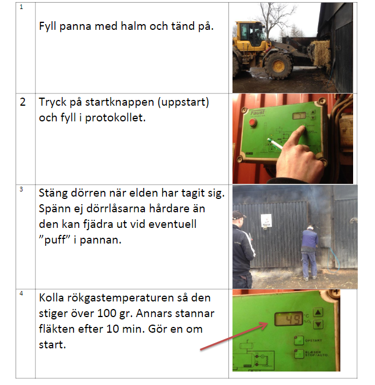 1
Fyll panna med halm och tänd på.
2
Tryck på startknappen (uppstart)
och fyll i protokollet.
3
Stäng dörren när elden har tagit sig.
Spänn ej dörrlåsarna hårdare än
den kan fjädra ut vid eventuell
”puff” i pannan.
4
Kolla rökgastemperaturen så den
stiger över 100 gr. Annars stannar
fläkten efter 10 min. Gör en om
start.
49